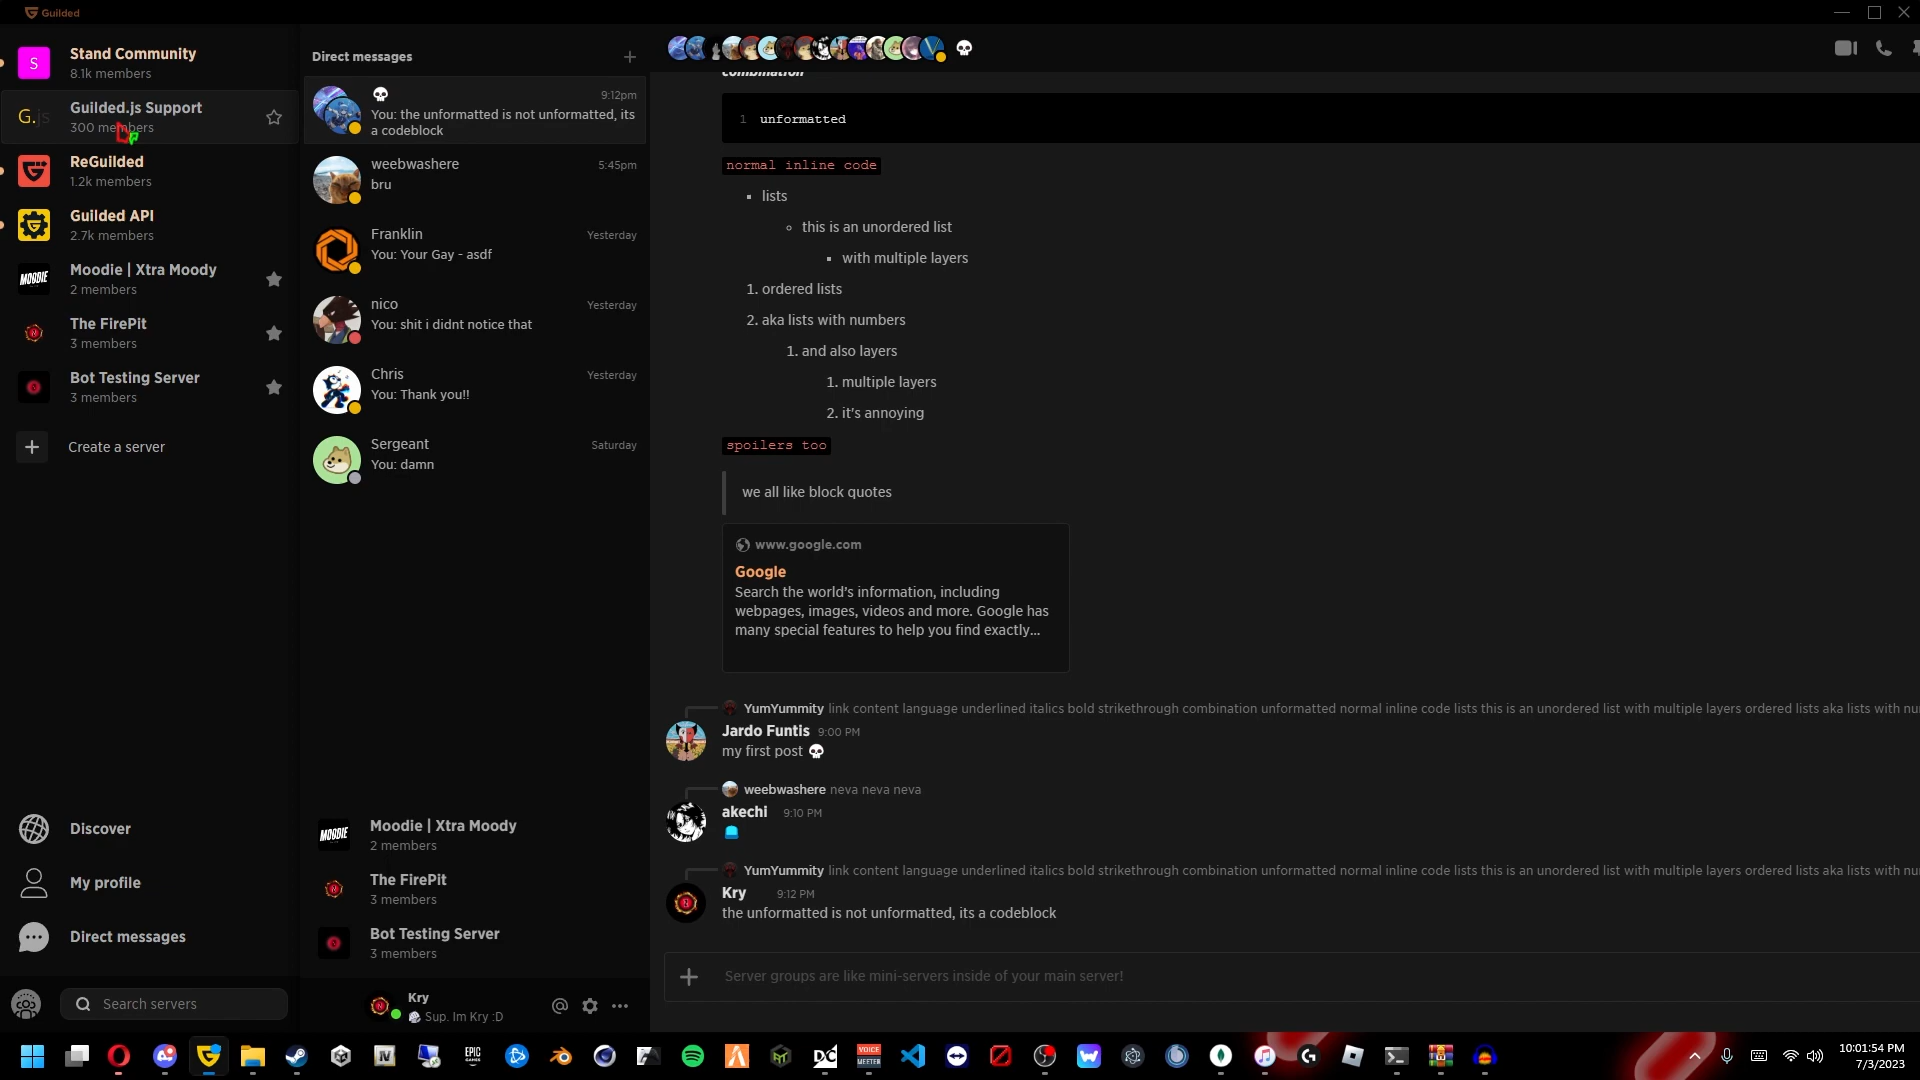 Guilded
S
Stand Community
8.1k members
G.js
Guilded.js Support
300 members
ReGuilded
1.2k members
Guilded API
2.7k members
MOODIE
Moodie | Xtra Moody
2 members
The FirePit
3 members
Bot Testing Server
3 members
Create a server
Discover
My profile
Direct messages
Search servers
Direct messages
9:12pm
You: the unformatted is not unformatted, its
a codeblock
weebwashere
5:45pm
bru
Franklin
Yesterday
You: Your Gay - asdf
nico
Yesterday
You: shit i didnt notice that
Chris
Yesterday
You: Thank you!!
Sergeant
Saturday
You: damn
MOODIE
Moodie | Xtra Moody
2 members
The FirePit
3 members
Bot Testing Server
3 members
Kry
Sup. Im Kry :D
combination
1 unformatted
normal inline code
lists
this is an unordered list
with multiple layers
1. ordered lists
2. aka lists with numbers
1. and also layers
1. multiple layers
2. it's annoying
spoilers too
we all like block quotes
www.google.com
Google
Search the world's information, including
webpages, images, videos and more. Google has
many special features to help you find exactly...
YumYummity link content language underlined italics bold strikethrough combination unformatted normal inline code lists this is an unordered list with multiple layers ordered lists aka lists with nu
Jardo Funtis 9:00 PM
my first post 💀
weebwashere neva neva neva
akechi 9:10 PM
YumYummity link content language underlined italics bold strikethrough combination unformatted normal inline code lists this is an unordered list with multiple layers ordered lists aka lists with nu
Kry 9:12 PM
the unformatted is not unformatted, its a codeblock
Server groups are like mini-servers inside of your main server!
EPIC
GAMES
DC
VOICE
MEETER
10:01:54 PM
7/3/2023